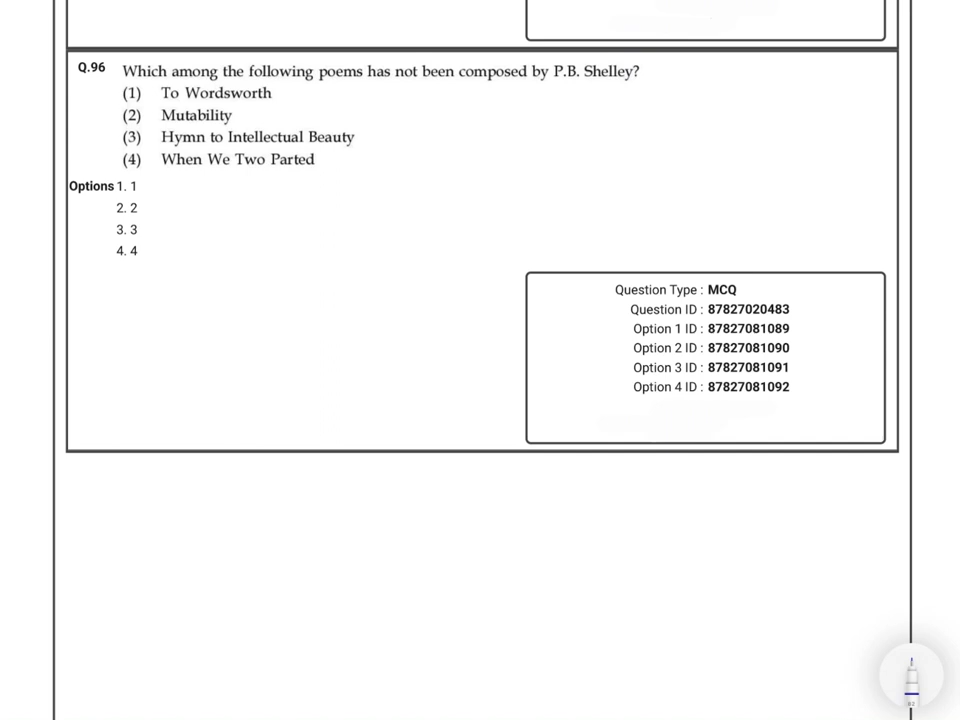 Q.96 Which among the following poems has not been composed by P.B. Shelley?
(1) To Wordsworth
(2) Mutability
(3) Hymn to Intellectual Beauty
(4) When We Two Parted
Options 1. 1
2. 2
3. 3
4. 4
Question Type : MCQ
Question ID : 87827020483
Option 1 ID : 87827081089
Option 2 ID : 87827081090
Option 3 ID : 87827081091
Option 4 ID : 87827081092
82